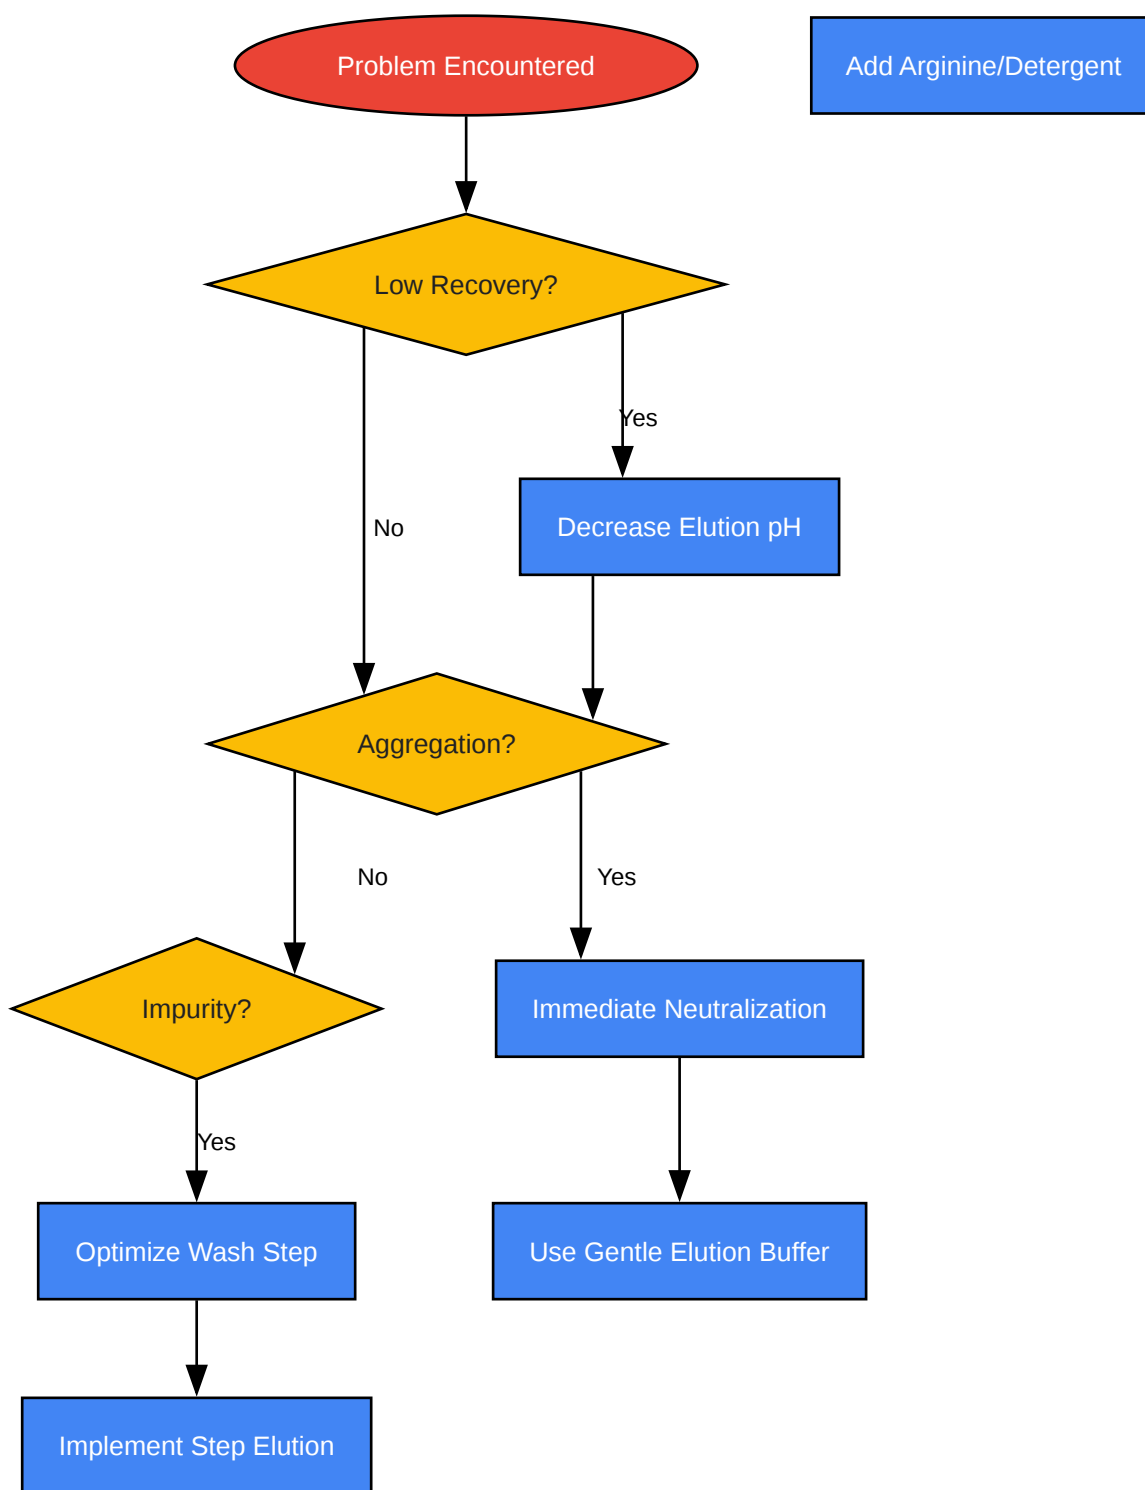 Problem Encountered
Add Arginine/Detergent
Low Recovery?
Yes
No
Decrease Elution pH
Aggregation?
No
Yes
Impurity?
Immediate Neutralization
Yes
Optimize Wash Step
Use Gentle Elution Buffer
Implement Step Elution